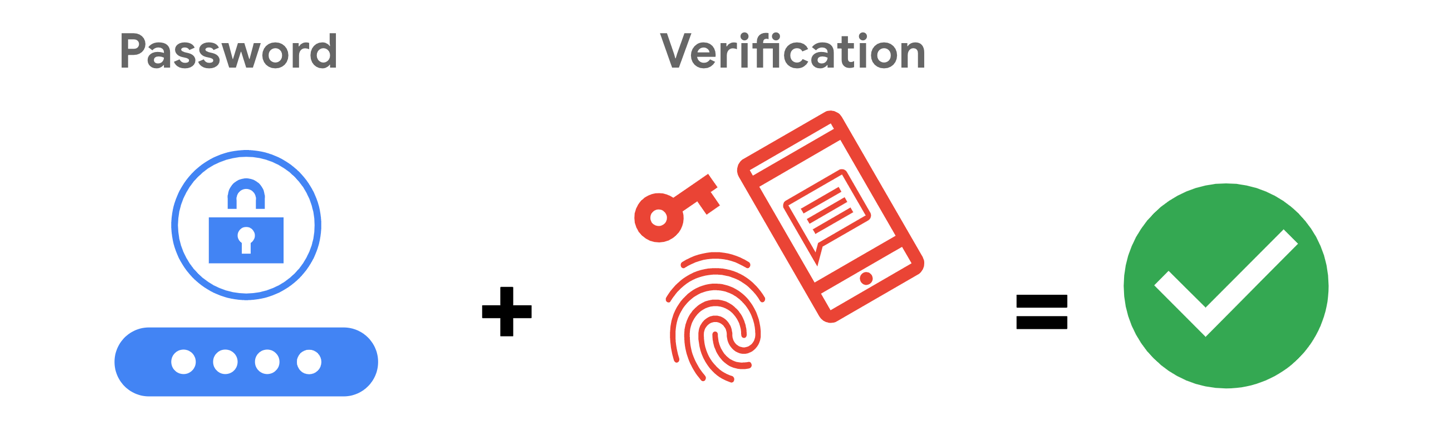 Password
Verification
+
=